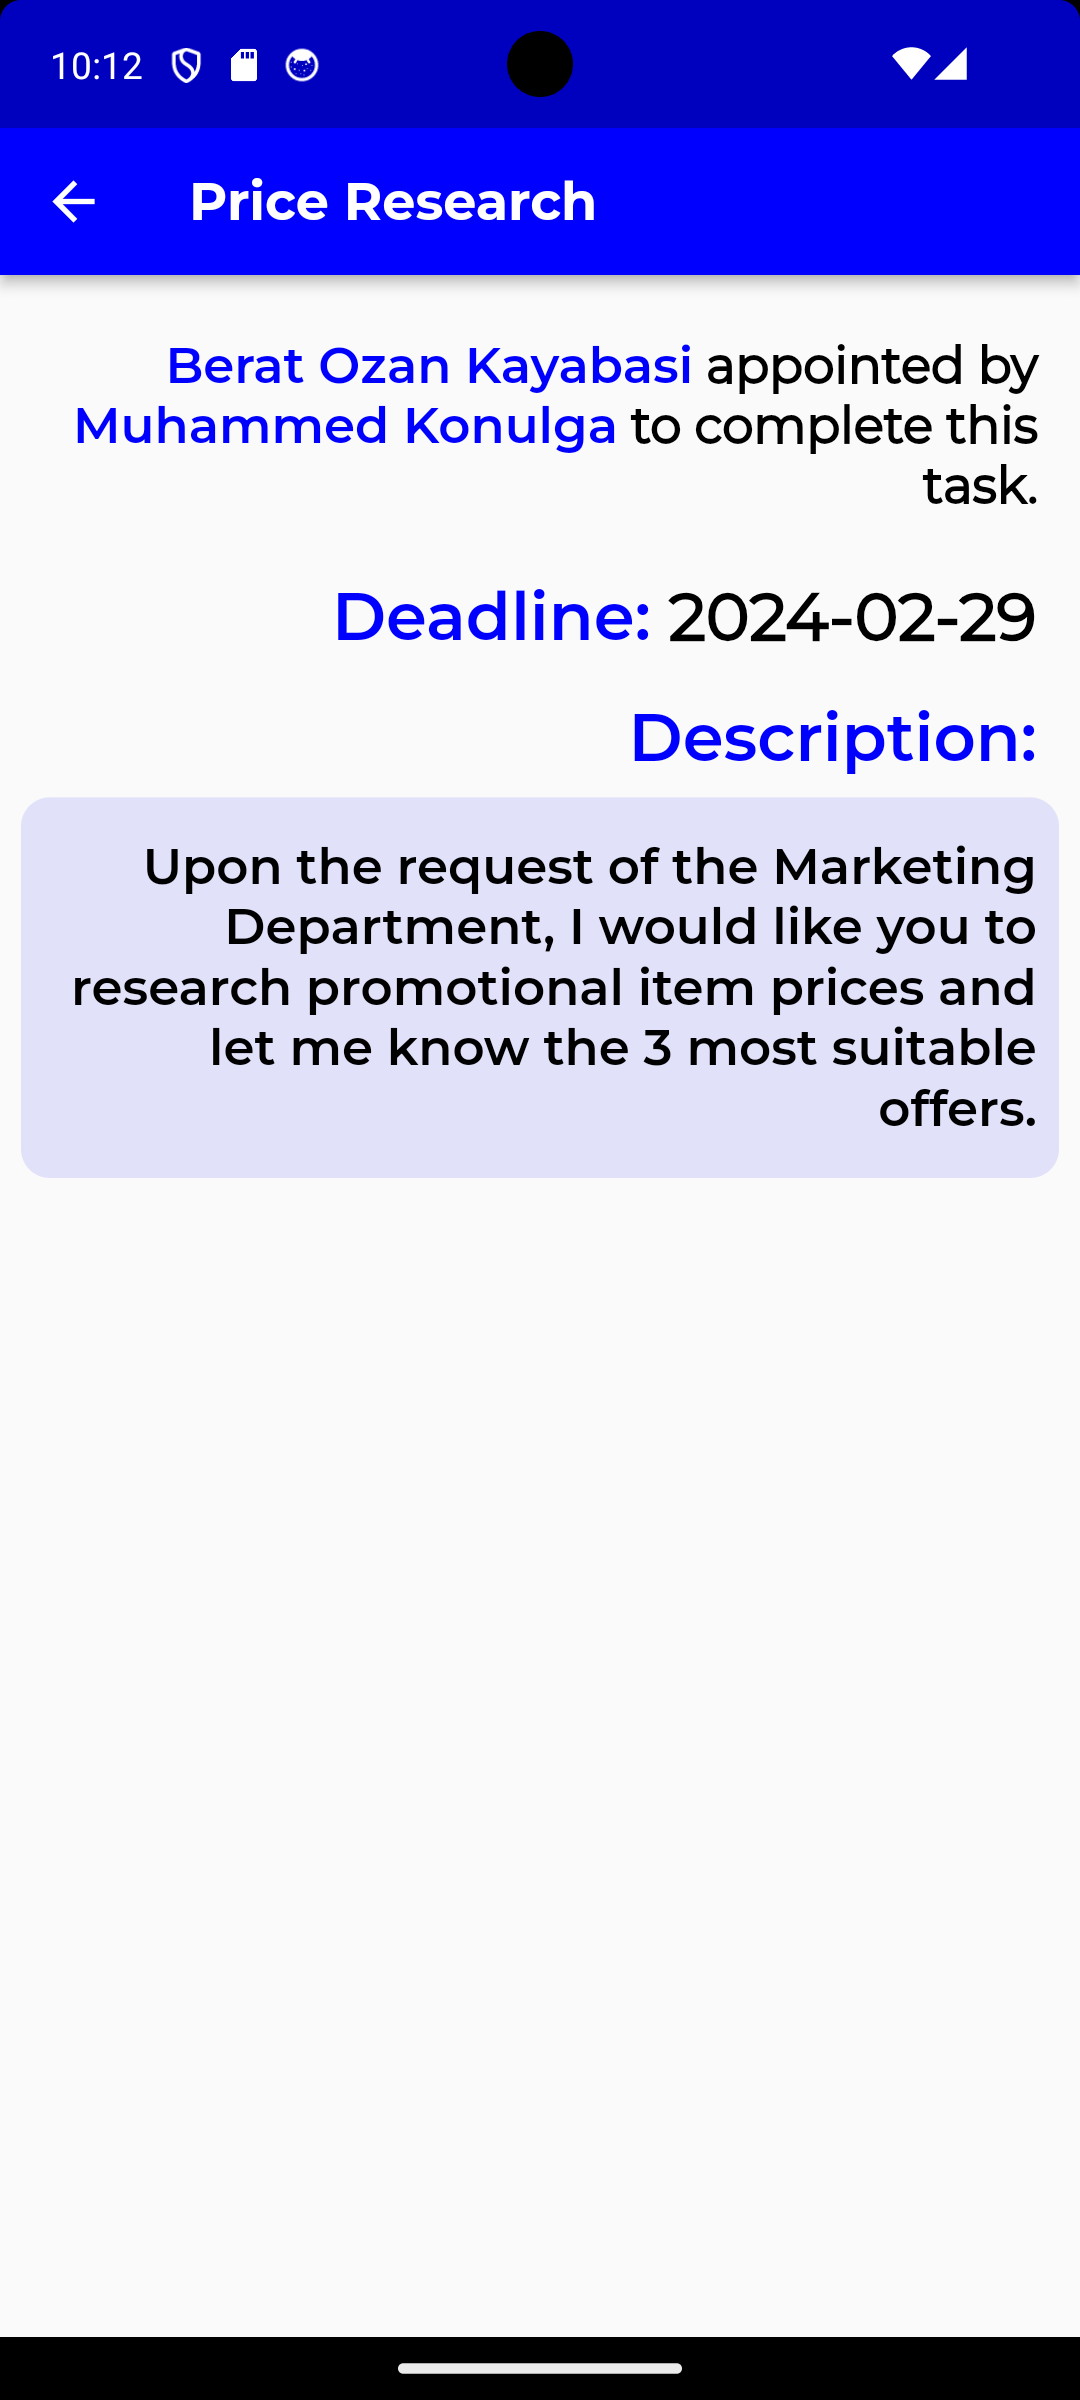 10:12
Price Research
Berat Ozan Kayabasi appointed by
Muhammed Konulga to complete this
task.
Deadline: 2024-02-29
Description:
Upon the request of the Marketing
Department, I would like you to
research promotional item prices and
let me know the 3 most suitable
offers.